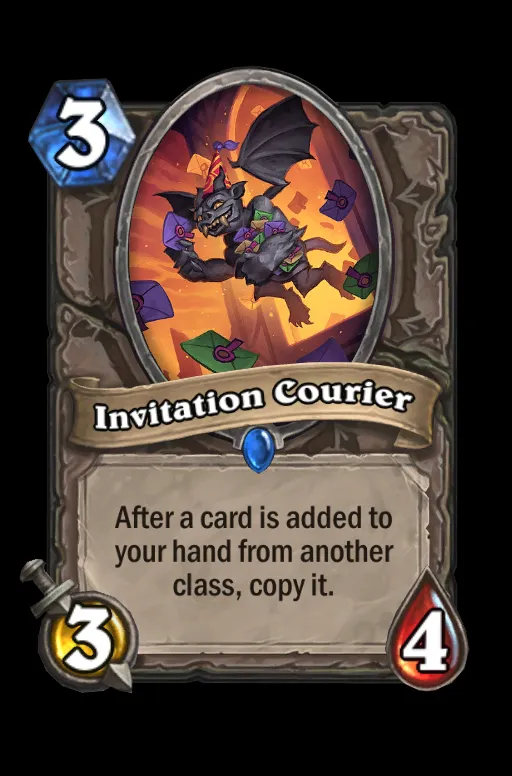 3
Invitation Courier
After a card is added to
your hand from another
class, copy it.
3
4